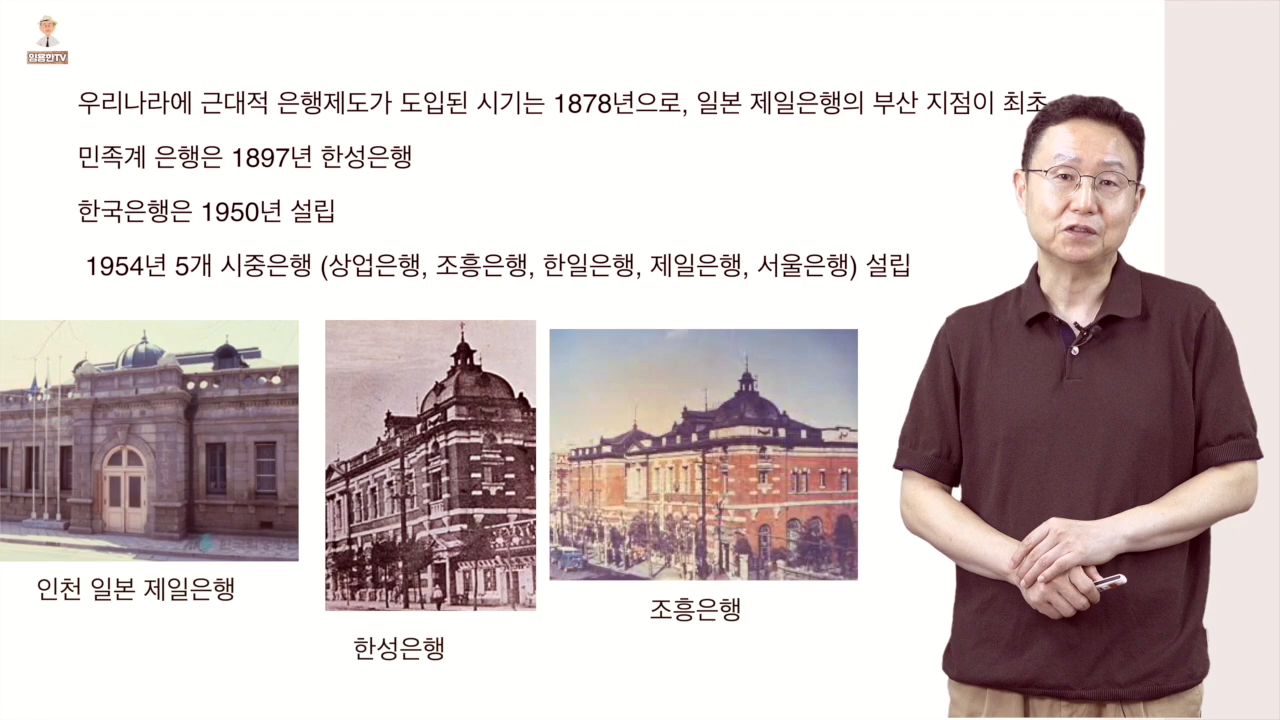 임용한TV
우리나라에 근대적 은행제도가 도입된 시기는 1878년으로, 일본 제일은행의 부산 지점이 최초
민족계 은행은 1897년 한성은행
한국은행은 1950년 설립
1954년 5개 시중은행 (상업은행, 조흥은행, 한일은행, 제일은행, 서울은행) 설립
인천 일본 제일은행
조흥은행
한성은행